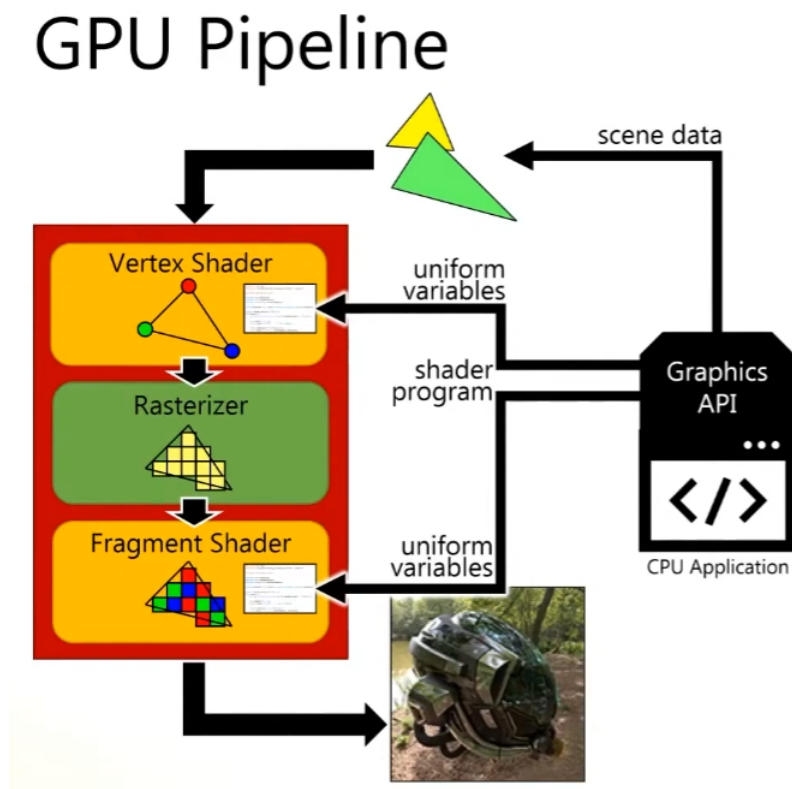 GPU Pipeline
scene data
Vertex Shader
uniform
variables
shader
program
Graphics
API
Rasterizer
</>
Fragment Shader
uniform
variables
CPU Application